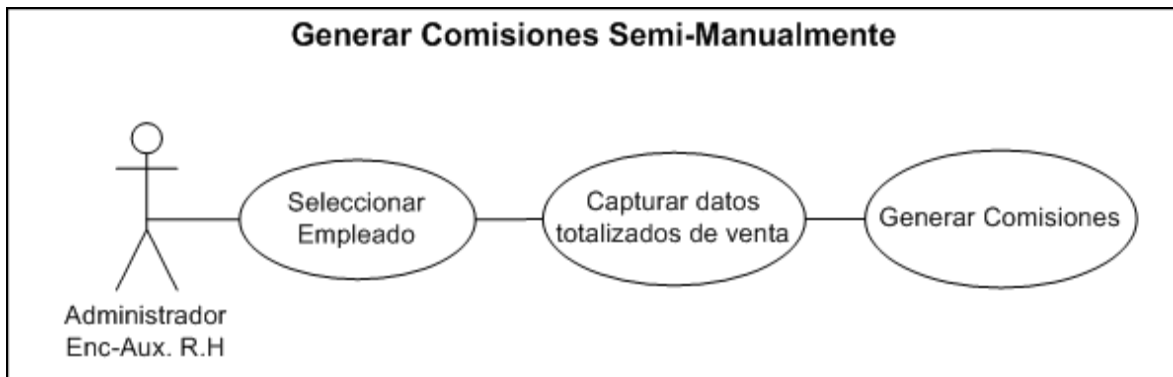 Generar Comisiones Semi-Manualmente
Seleccionar
Empleado
Capturar datos
totalizados de venta
Generar Comisiones
Administrador
Enc-Aux. R.H